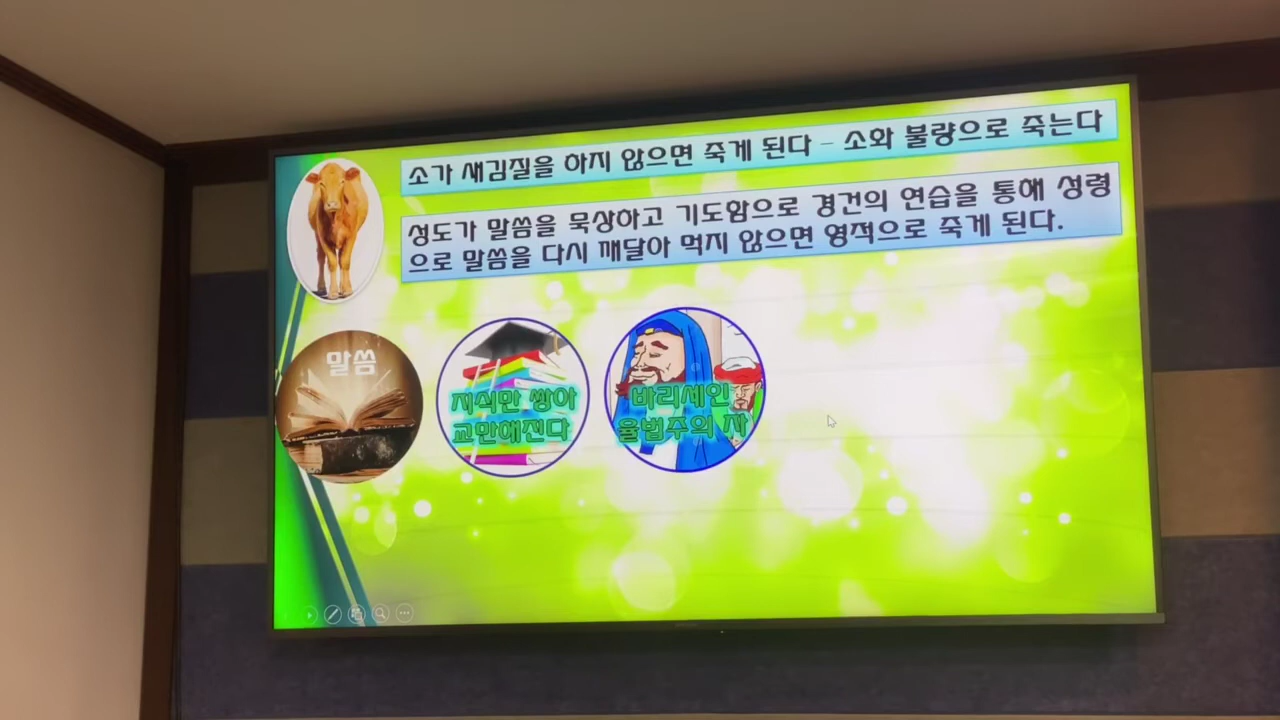 소가 새김질을 하지 않으면 죽게 된다 - 소화 불량으로 죽는다
성도가 말씀을 묵상하고 기도함으로 경건의 연습을 통해 성령
으로 말씀을 다시 깨달아 먹지 않으면 영적으로 죽게 된다.
말씀
지식만 쌓아
교만해진다
바리세인
율법주의 자